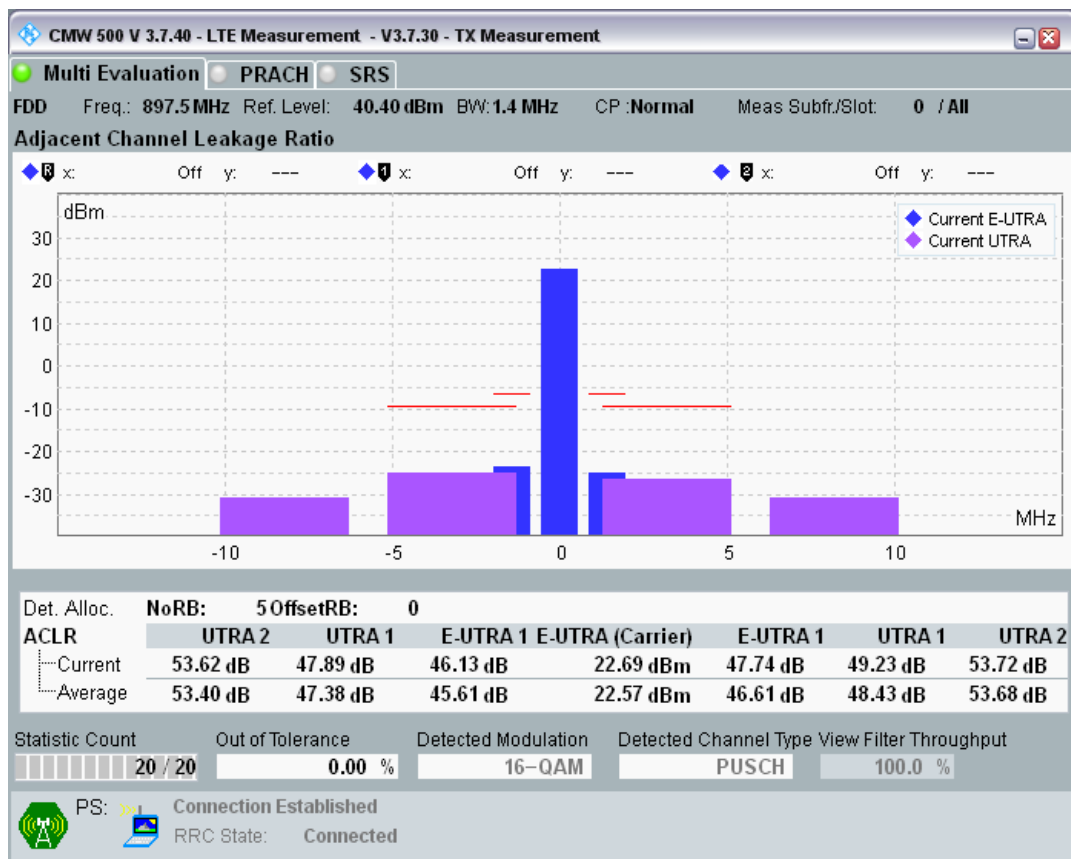 CMW 500 V 3.7.40 - LTE Measurement - V3.7.30 - TX Measurement
Multi Evaluation PRACH SRS
FDD Freq.: 897.5 MHz Ref. Level: 40.40 dBm BW: 1.4 MHz CP :Normal Meas Subfr./Slot: 0 / All
Adjacent Channel Leakage Ratio
R x: Off y: --- 1 x: Off y: --- 2 x: Off y: ---
dBm
Current E-UTRA
Current UTRA
30
20
10
0
-10
-20
-30
MHz
-10 -5 0 5 10
Det. Alloc. NoRB: 5 OffsetRB: 0
ACLR UTRA 2 UTRA 1 E-UTRA 1 E-UTRA (Carrier) E-UTRA 1 UTRA 1 UTRA 2
Current 53.62 dB 47.89 dB 46.13 dB 22.69 dBm 47.74 dB 49.23 dB 53.72 dB
Average 53.40 dB 47.38 dB 45.61 dB 22.57 dBm 46.61 dB 48.43 dB 53.68 dB
Statistic Count Out of Tolerance Detected Modulation Detected Channel Type View Filter Throughput
20 / 20 0.00 % 16-QAM PUSCH 100.0 %
PS: Connection Established
RRC State: Connected